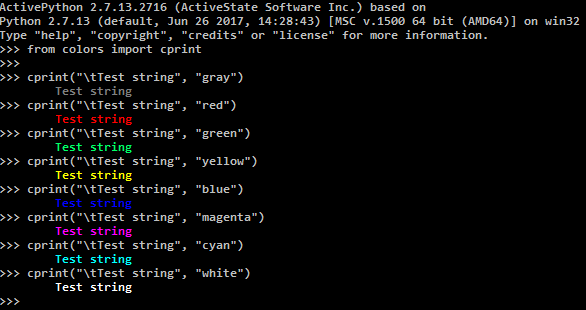 ActivePython 2.7.13.2716 (ActiveState Software Inc.) based on
Python 2.7.13 (default, Jun 26 2017, 14:28:43) [MSC v.1500 64 bit (AMD64)] on win32
Type "help", "copyright", "credits" or "license" for more information.
>>> from colors import cprint
>>>
>>> cprint("\tTest string", "gray")
        Test string
>>> cprint("\tTest string", "red")
        Test string
>>> cprint("\tTest string", "green")
        Test string
>>> cprint("\tTest string", "yellow")
        Test string
>>> cprint("\tTest string", "blue")
        Test string
>>> cprint("\tTest string", "magenta")
        Test string
>>> cprint("\tTest string", "cyan")
        Test string
>>> cprint("\tTest string", "white")
        Test string
>>>